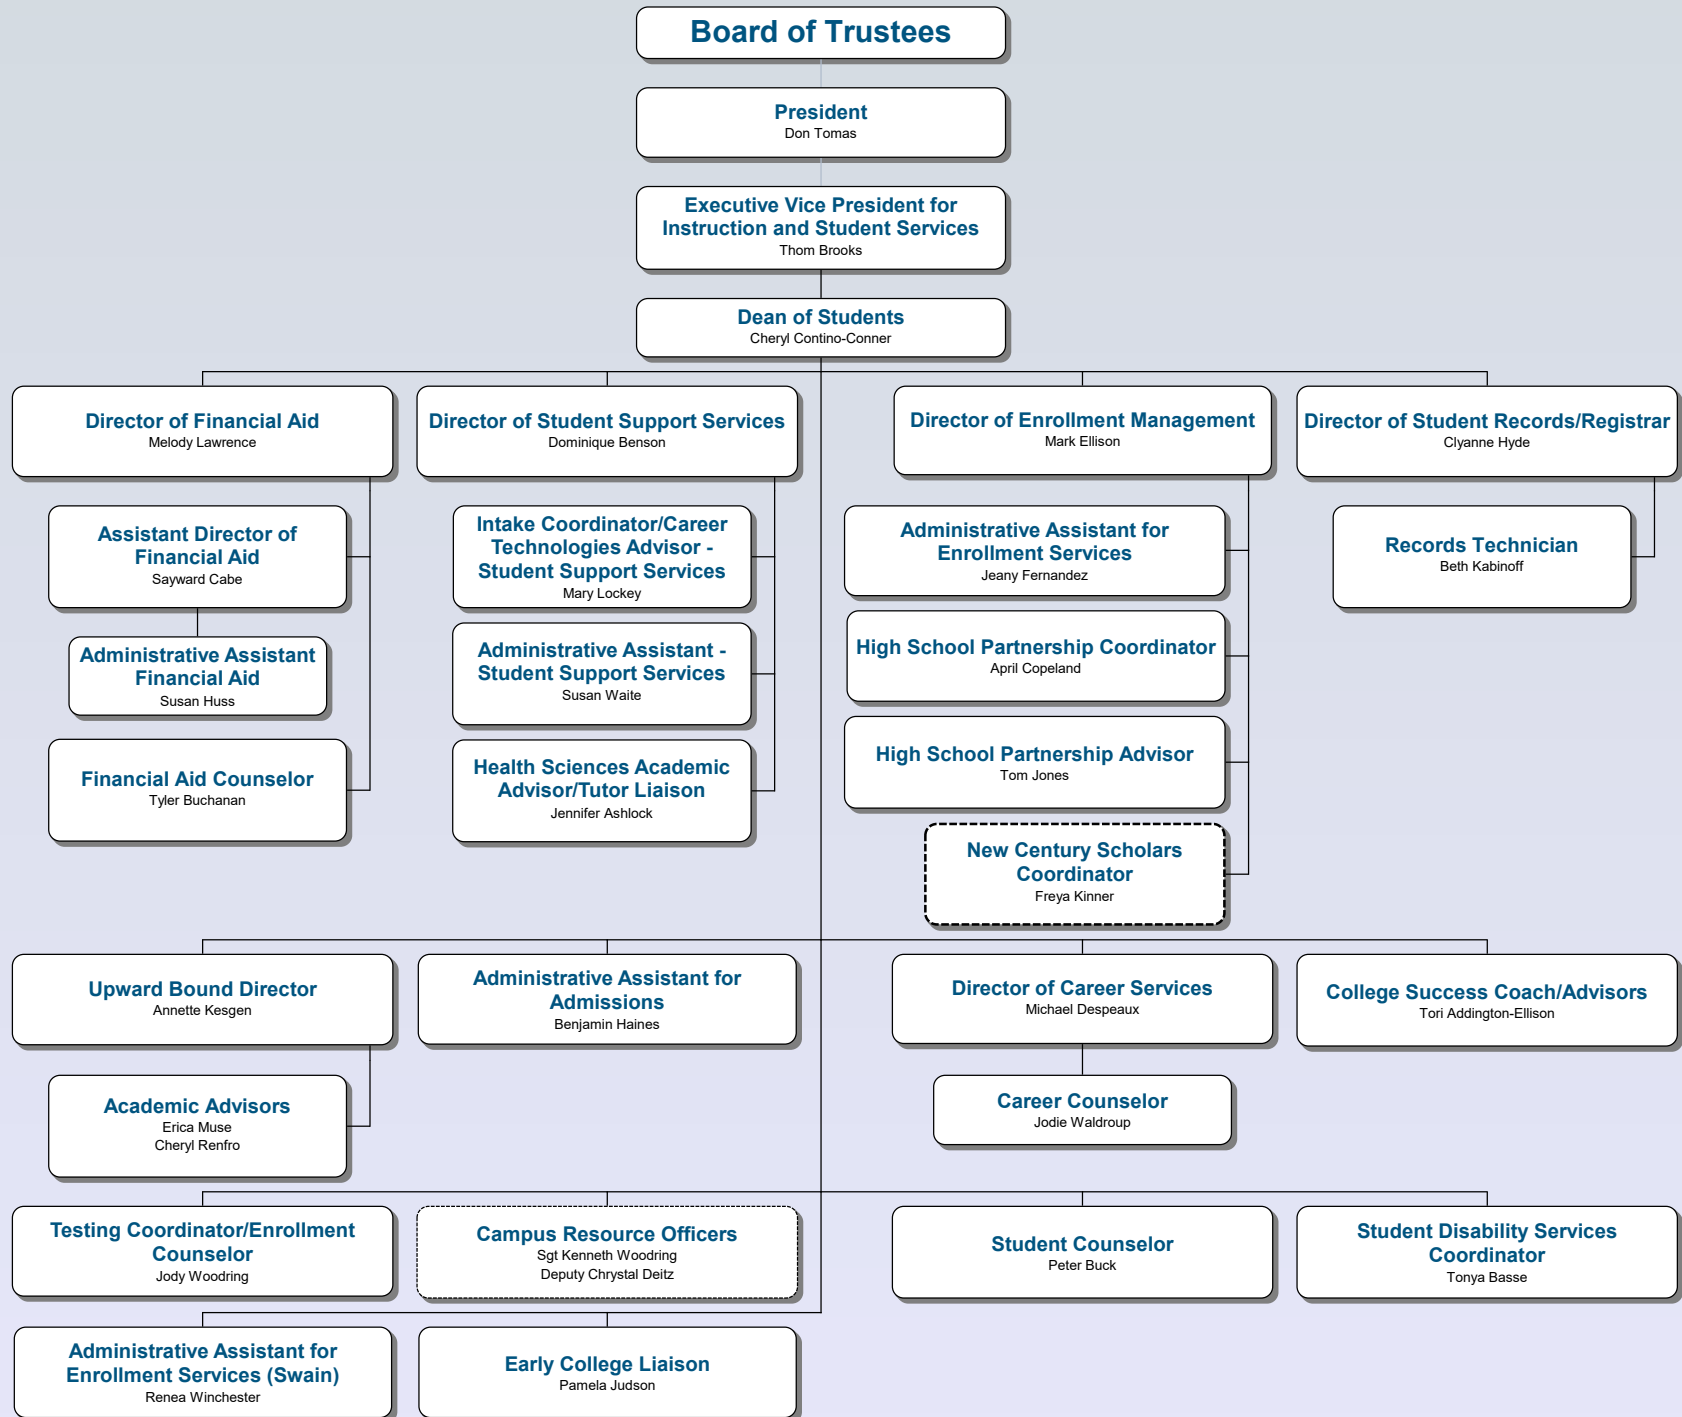 Board of Trustees
President
Don Tomas
Executive Vice President for
Instruction and Student Services
Thom Brooks
Dean of Students
Cheryl Contino-Conner
Director of Financial Aid
Melody Lawrence
Director of Student Support Services
Dominique Benson
Director of Enrollment Management
Mark Ellison
Director of Student Records/Registrar
Clyanne Hyde
Assistant Director of
Financial Aid
Sayward Cabe
Intake Coordinator/Career
Technologies Advisor -
Student Support Services
Mary Lockey
Administrative Assistant for
Enrollment Services
Jeany Fernandez
Records Technician
Beth Kabinoff
Administrative Assistant
Financial Aid
Susan Huss
Administrative Assistant -
Student Support Services
Susan Waite
High School Partnership Coordinator
April Copeland
Financial Aid Counselor
Tyler Buchanan
Health Sciences Academic
Advisor/Tutor Liaison
Jennifer Ashlock
High School Partnership Advisor
Tom Jones
New Century Scholars
Coordinator
Freya Kinner
Upward Bound Director
Annette Kesgen
Administrative Assistant for
Admissions
Benjamin Haines
Director of Career Services
Michael Despeaux
College Success Coach/Advisors
Tori Addington-Ellison
Academic Advisors
Erica Muse
Cheryl Renfro
Career Counselor
Jodie Waldroup
Testing Coordinator/Enrollment
Counselor
Jody Woodring
Campus Resource Officers
Sgt Kenneth Woodring
Deputy Chrystal Deitz
Student Counselor
Peter Buck
Student Disability Services
Coordinator
Tonya Basse
Administrative Assistant for
Enrollment Services (Swain)
Renea Winchester
Early College Liaison
Pamela Judson